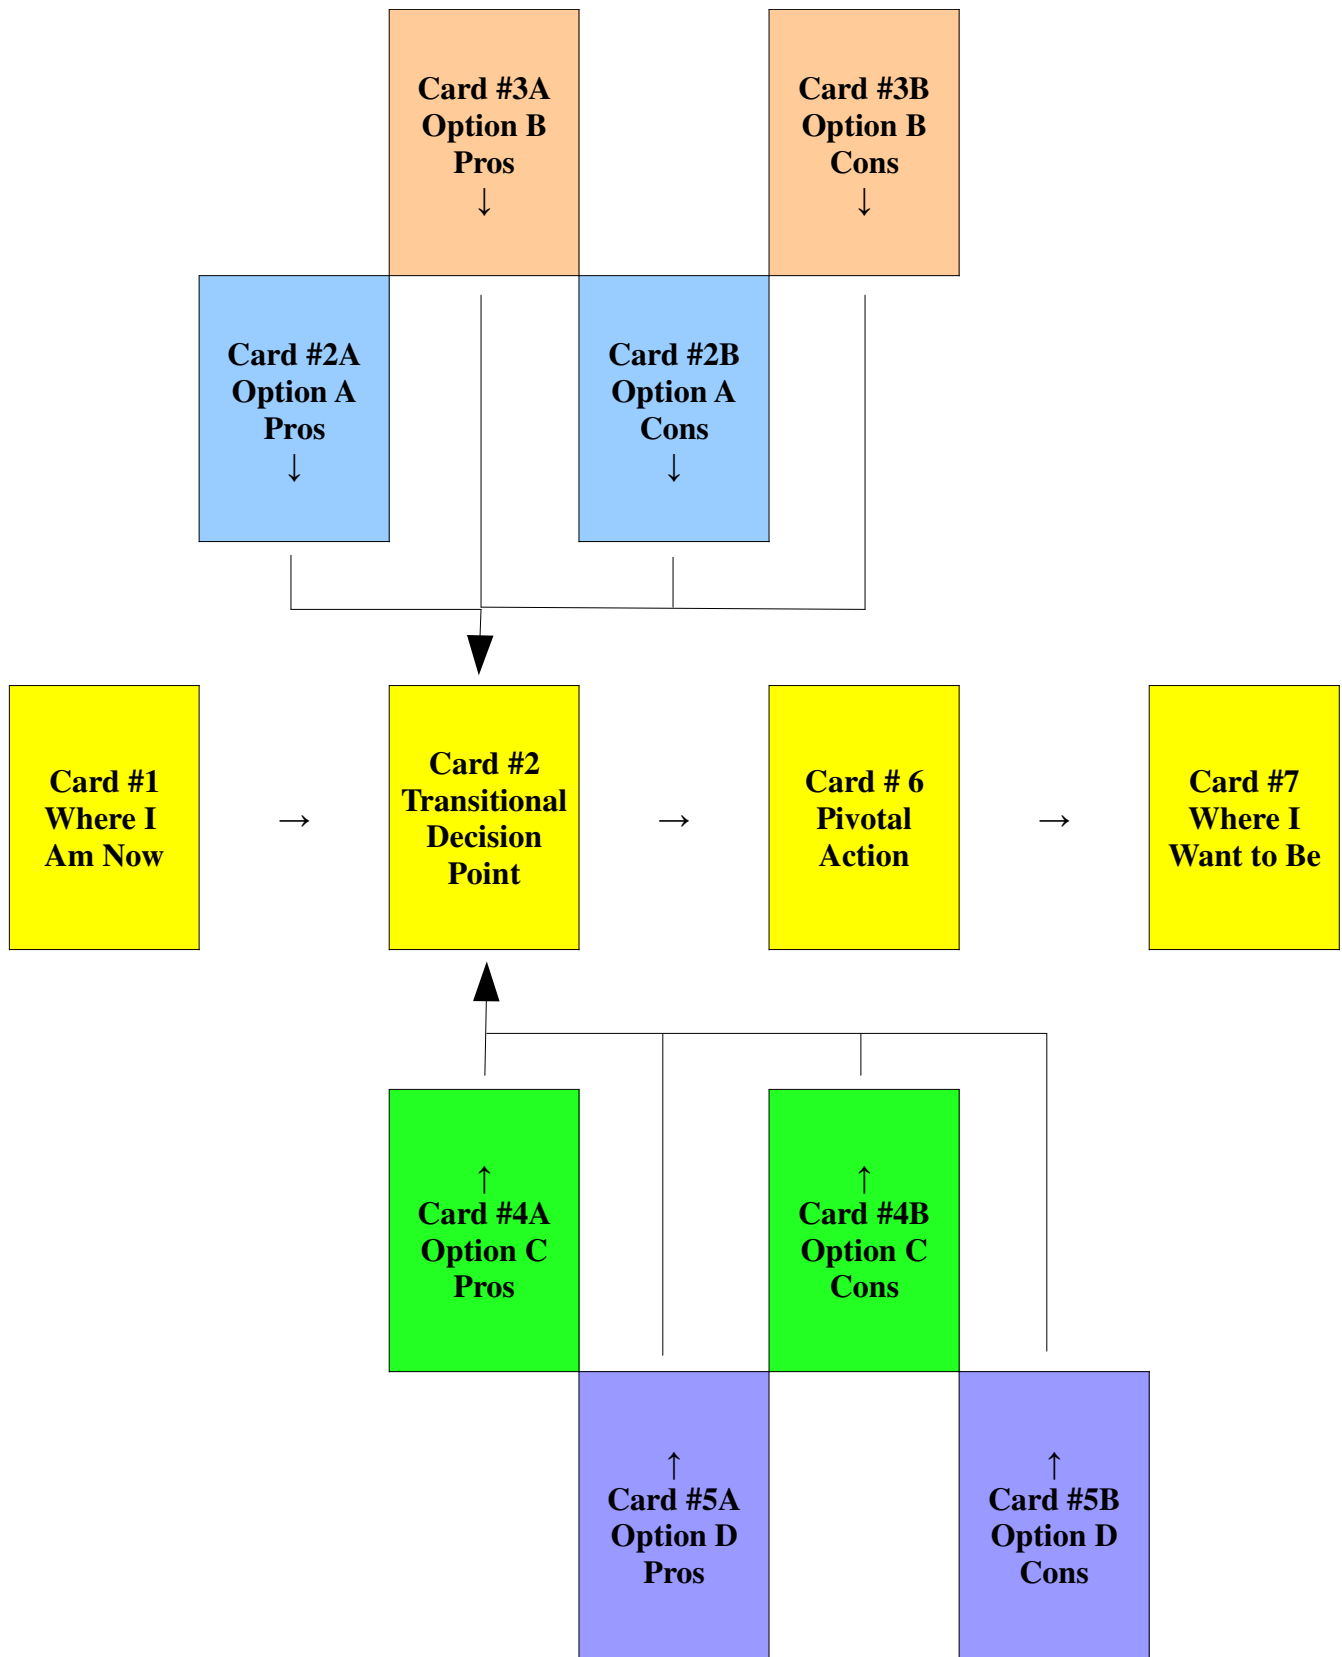 Card #3A
Option B
Pros
↓
Card #3B
Option B
Cons
↓
Card #2A
Option A
Pros
↓
Card #2B
Option A
Cons
↓
Card #1
Where I
Am Now
→
Card #2
Transitional
Decision
Point
→
Card # 6
Pivotal
Action
→
Card #7
Where I
Want to Be
↑
Card #4A
Option C
Pros
↑
Card #4B
Option C
Cons
↑
Card #5A
Option D
Pros
↑
Card #5B
Option D
Cons